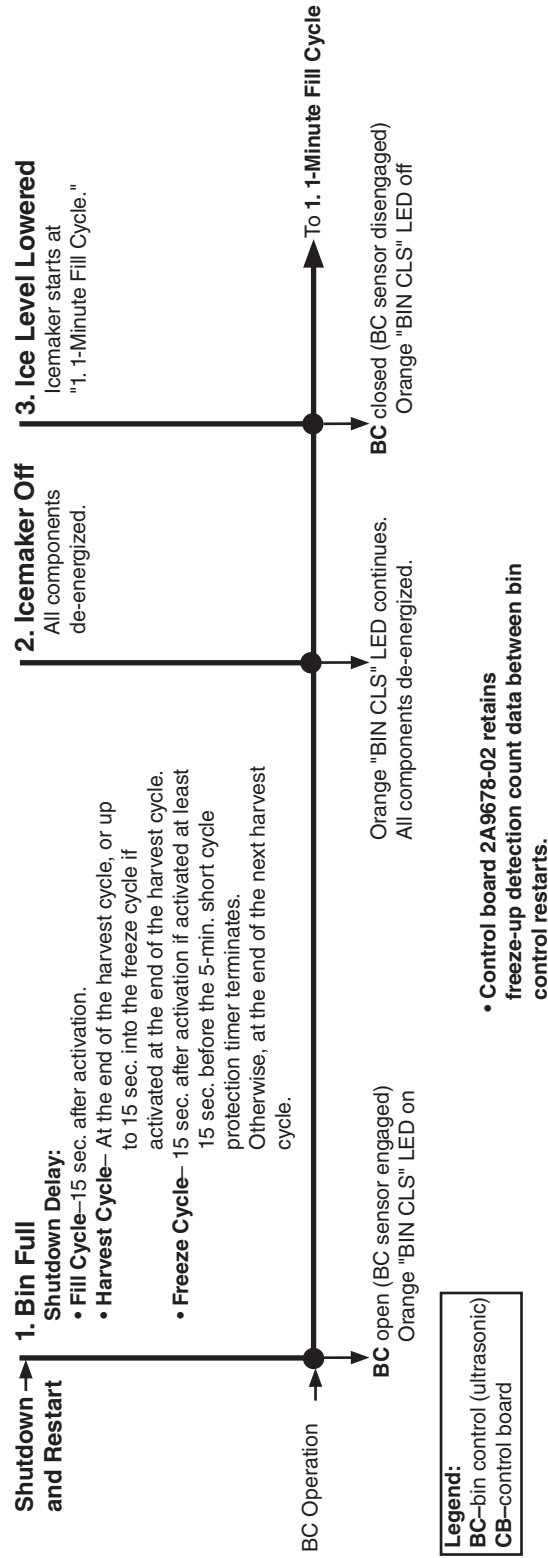 Shutdown
and Restart
1. Bin Full
Shutdown Delay:
• Fill Cycle–15 sec. after activation.
• Harvest Cycle– At the end of the harvest cycle, or up
to 15 sec. into the freeze cycle if
activated at the end of the harvest cycle.
• Freeze Cycle– 15 sec. after activation if activated at least
15 sec. before the 5-min. short cycle
protection timer terminates.
Otherwise, at the end of the next harvest
cycle.
2. Icemaker Off
All components
de-energized.
3. Ice Level Lowered
Icemaker starts at
"1. 1-Minute Fill Cycle."
BC Operation
To 1. 1-Minute Fill Cycle
BC open (BC sensor engaged)
Orange "BIN CLS" LED on
Orange "BIN CLS" LED continues.
All components de-energized.
BC closed (BC sensor disengaged)
Orange "BIN CLS" LED off
Legend:
BC–bin control (ultrasonic)
CB–control board
• Control board 2A9678-02 retains
freeze-up detection count data between bin
control restarts.